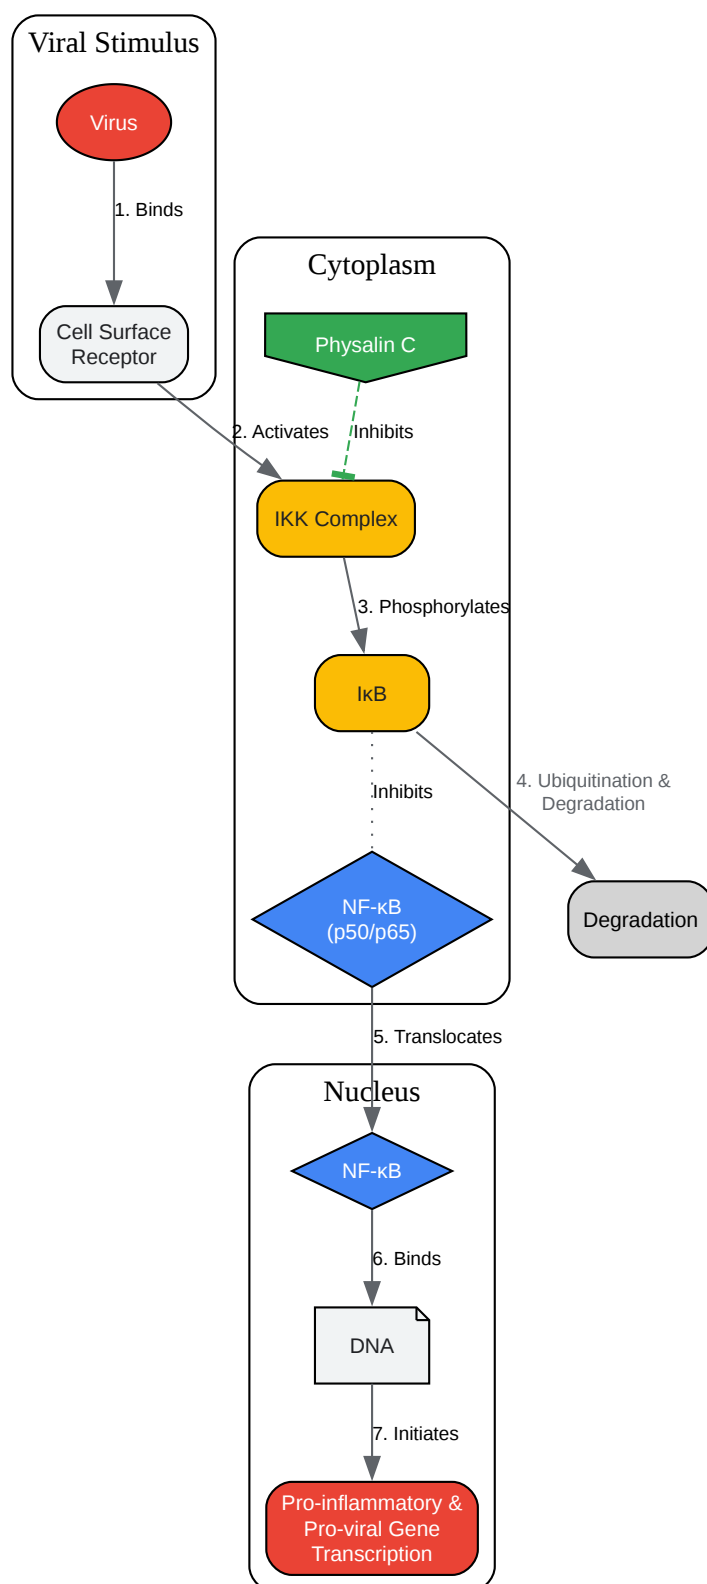 Viral Stimulus
Virus
1. Binds
Cell Surface
Receptor
Cytoplasm
Physalin C
2. Activates
Inhibits
IKK Complex
3. Phosphorylates
IκB
4. Ubiquitination &
Degradation
Inhibits
NF-κB
(p50/p65)
Degradation
5. Translocates
Nucleus
NF-κB
6. Binds
DNA
7. Initiates
Pro-inflammatory &
Pro-viral Gene
Transcription